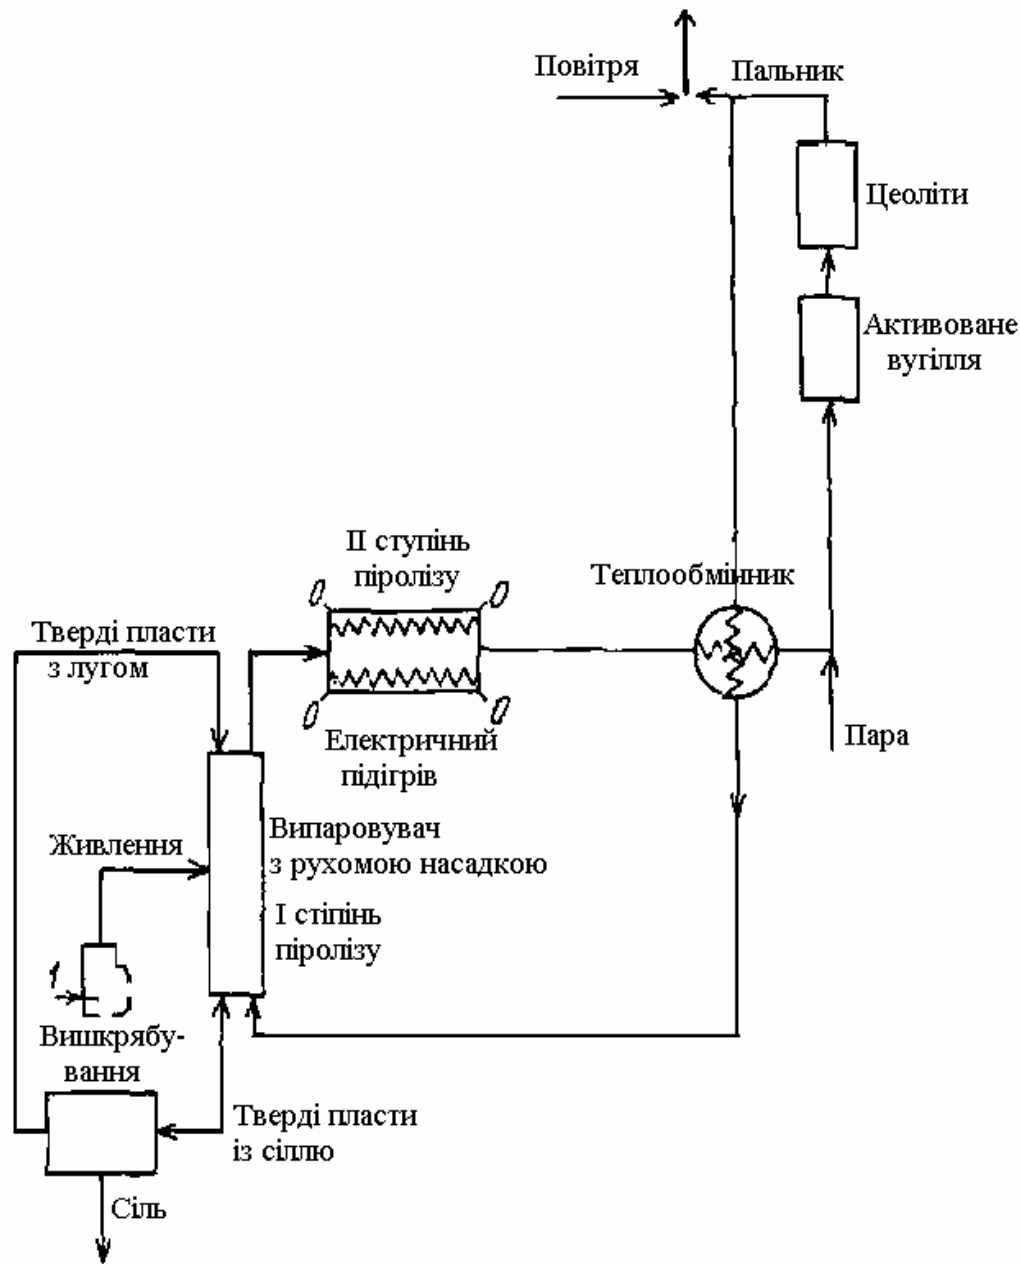 Повітря
Пальник
Цеоліти
Активоване
вугілля
II ступінь
піролізу
Теплообмінник
Тверді пласти
з лугом
Електричний
підігрів
Пара
Живлення
Випаровувач
з рухомою насадкою
I стіпінь
піролізу
Вишкрябу-
вання
Тверді пласти
із сіллю
Сіль